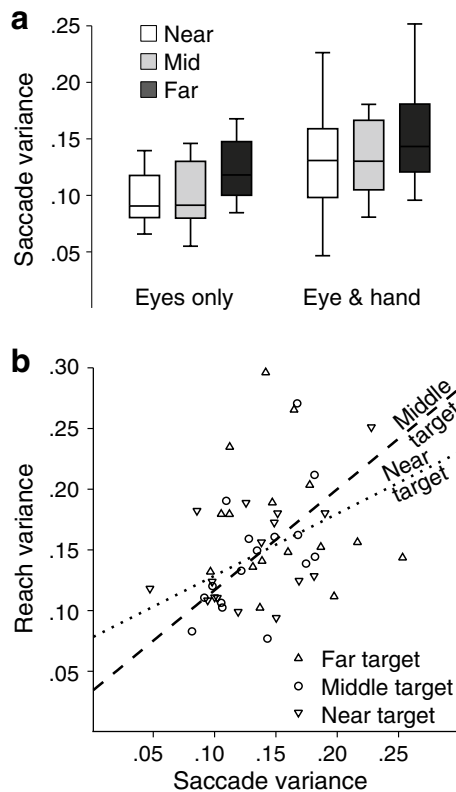 a
Near
Mid
Far
.25
.20
.15
.10
.05
Saccade variance
Eyes only
Eye & hand
b
.30
.25
.20
.15
.10
.05
Reach variance
Middle
target
Near
target
Far target
Middle target
Near target
.05
.10
.15
.20
.25
Saccade variance